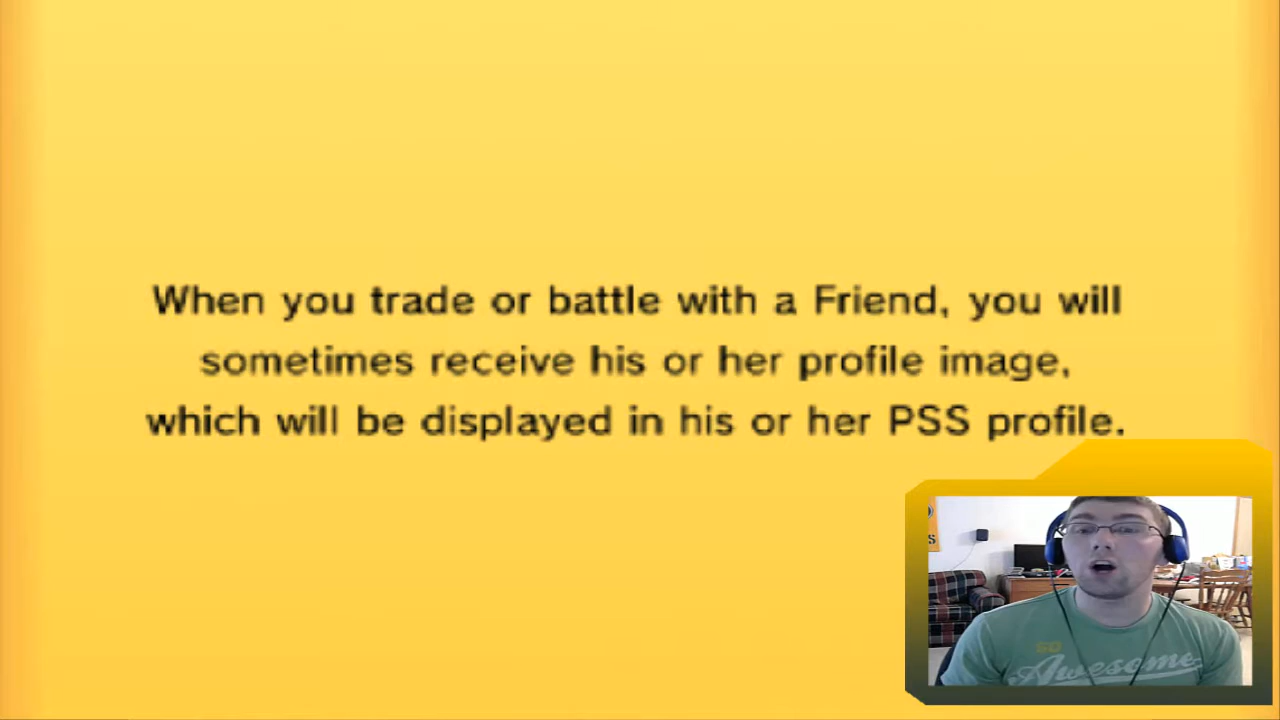 When you trade or battle with a Friend, you will
sometimes receive his or her profile image,
which will be displayed in his or her PSS profile.
S
SD
Awesome